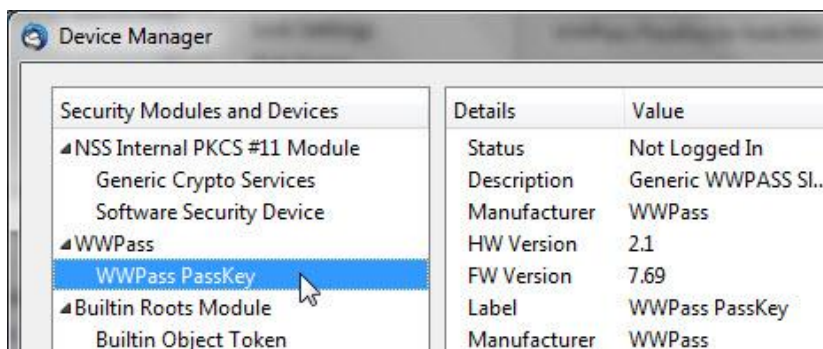 Device Manager
Security Modules and Devices
NSS Internal PKCS #11 Module
Generic Crypto Services
Software Security Device
WWPass
WWPass PassKey
Builtin Roots Module
Builtin Object Token
Details Value
Status Not Logged In
Description Generic WWPASS Sl...
Manufacturer WWPass
HW Version 2.1
FW Version 7.69
Label WWPass PassKey
Manufacturer WWPass